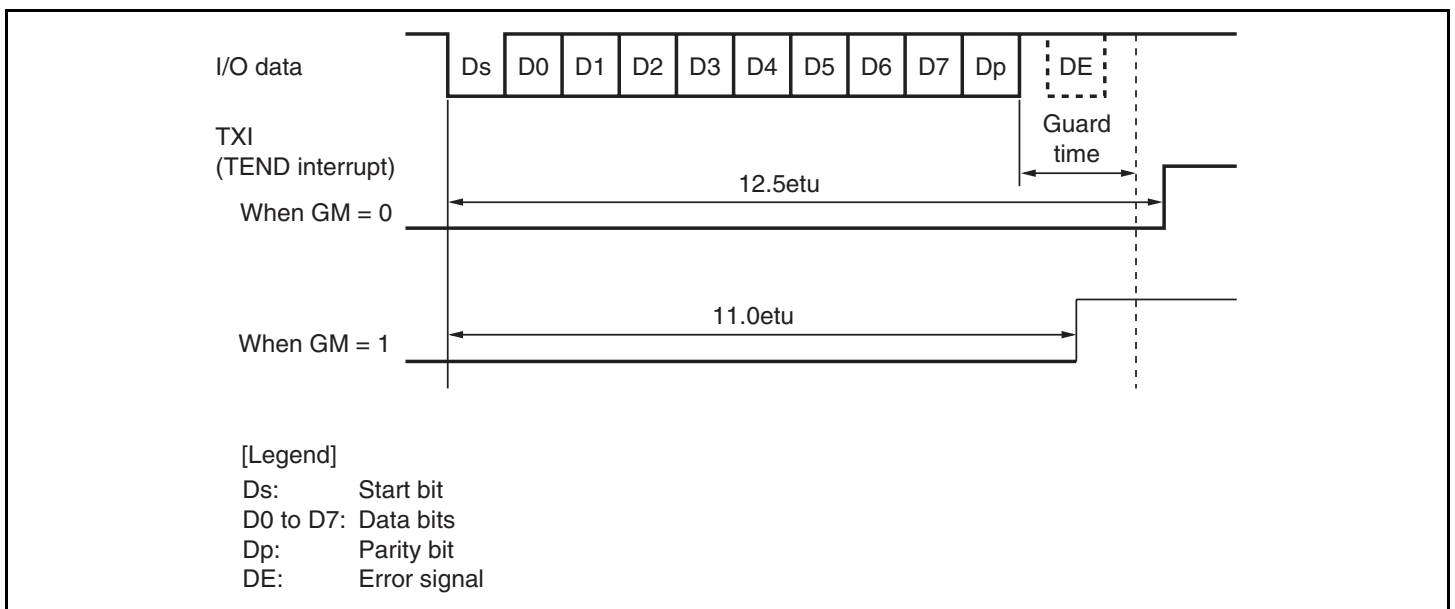 I/O data
Ds D0 D1 D2 D3 D4 D5 D6 D7 Dp DE
Guard
time
TXI
(TEND interrupt)
12.5etu
When GM = 0
11.0etu
When GM = 1
[Legend]
Ds: Start bit
D0 to D7: Data bits
Dp: Parity bit
DE: Error signal